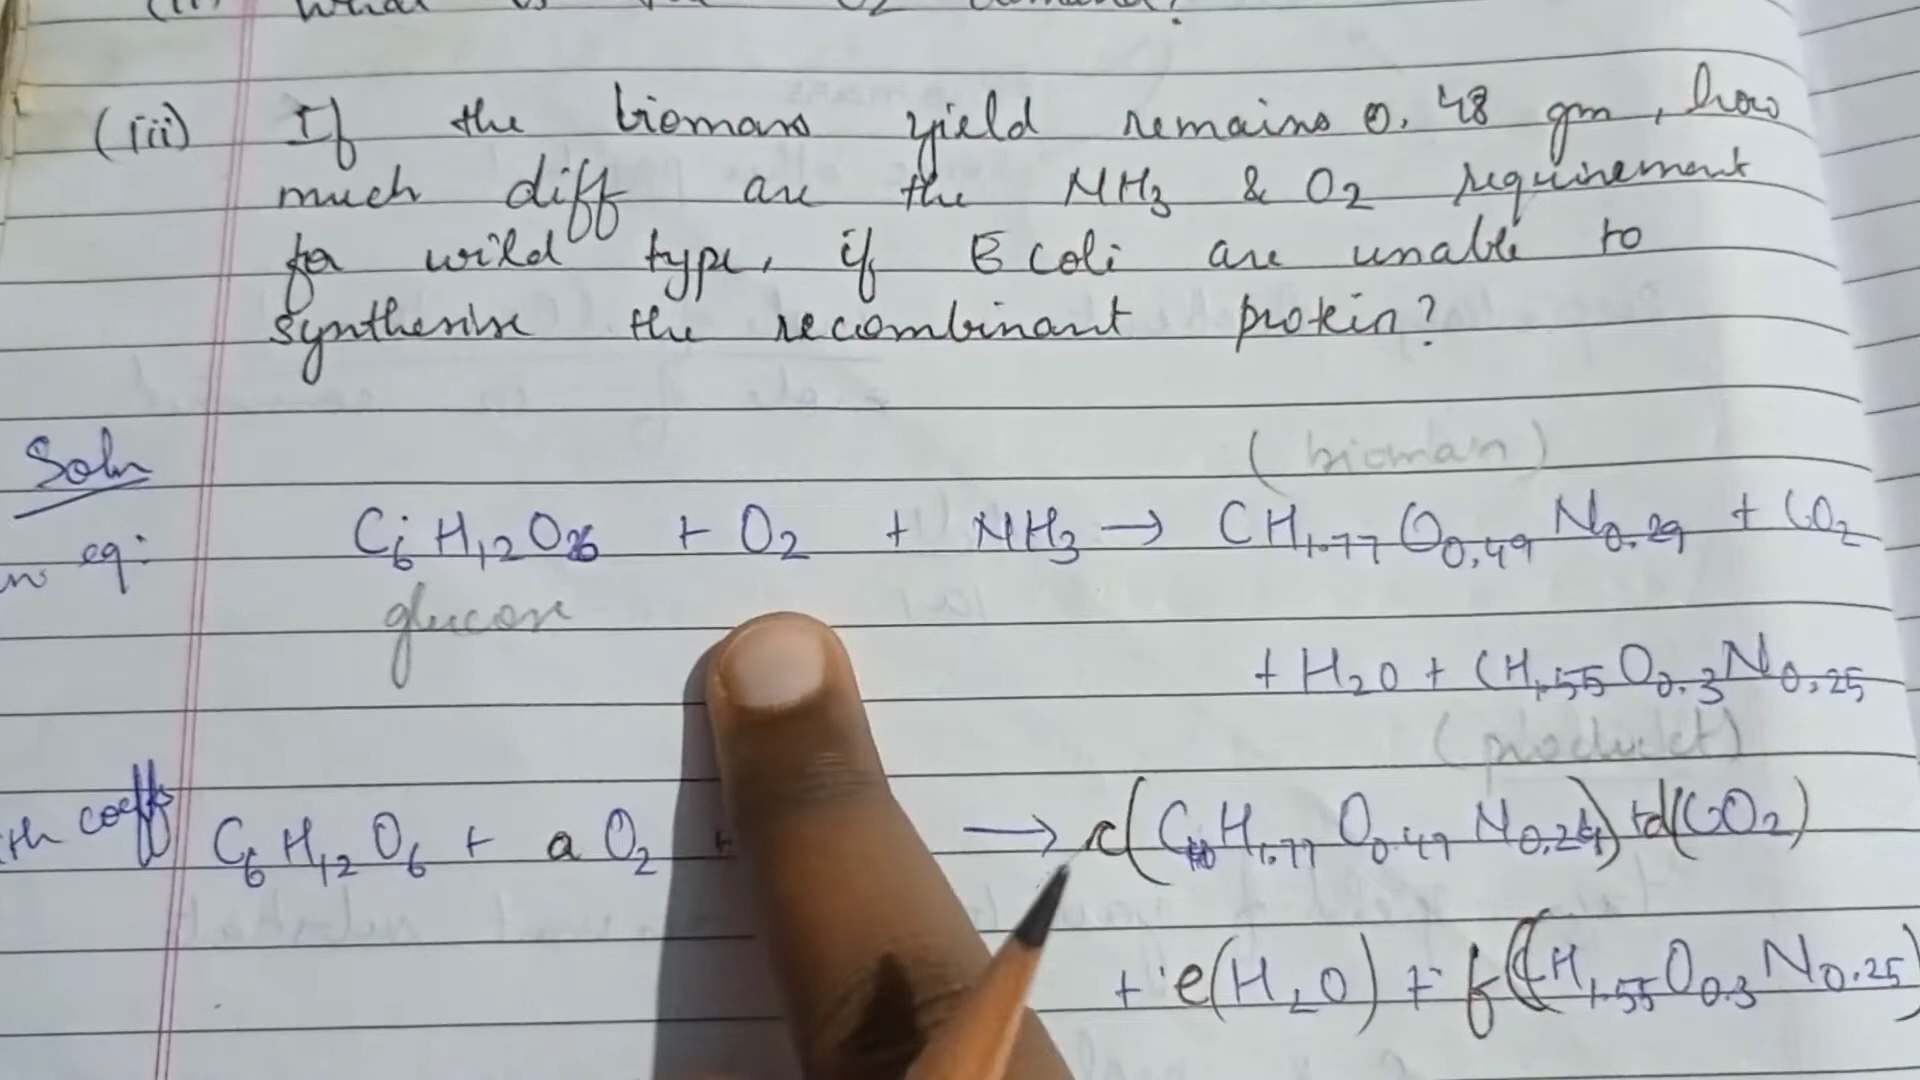 (iii) If the biomass yield remains 0.48 gm, how
much diff are the NH3 & O2 requirement
for wild type, if E coli are unable to
synthesise the recombinant protein?
Soln
(biomass)
eq: C6H12O6 + O2 + NH3 → CH1.77O0.49N0.29 + CO2
glucose
+ H2O + CH1.55O0.3N0.25
(product)
coeff C6H12O6 + a O2 + → c(CH1.77O0.49N0.24) + d(CO2)
+ e(H2O) + f(CH1.55O0.3N0.25)